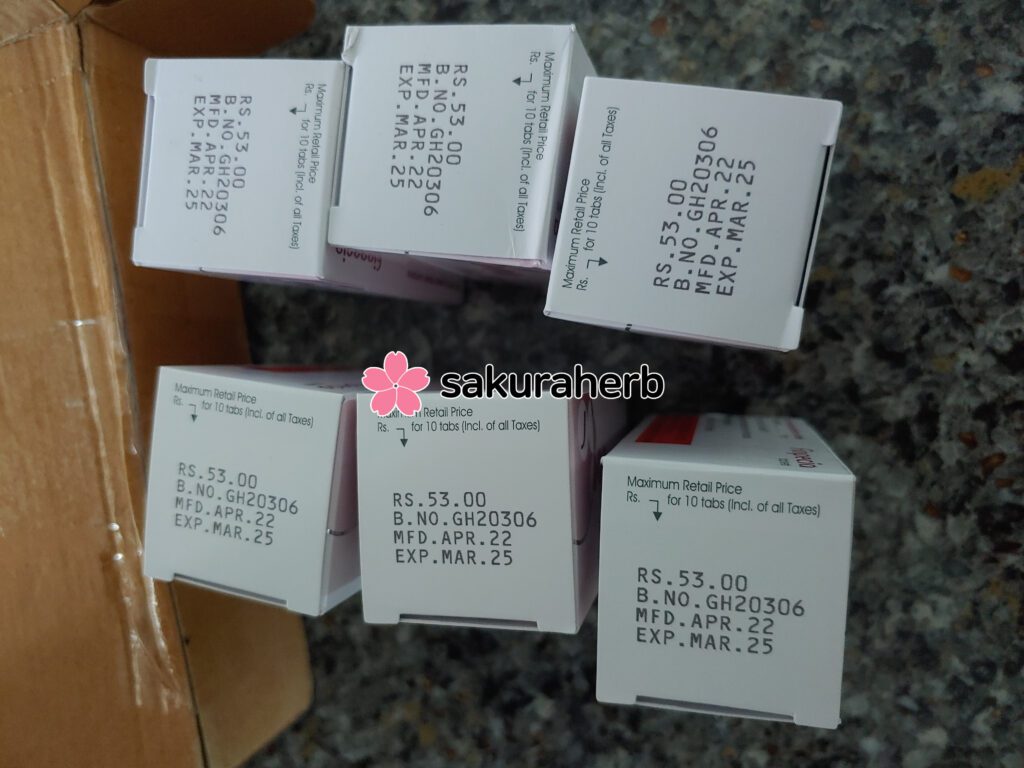 Maximum Retail Price
Rs. for 10 tabs (Incl. of all Taxes)
RS.53.00
B.NO.GH20306
MFD.APR.22
EXP.MAR.25
Maximum Retail Price
Rs. for 10 tabs (Incl. of all Taxes)
RS.53.00
B.NO.GH20306
MFD.APR.22
EXP.MAR.25
Maximum Retail Price
Rs. for 10 tabs (Incl. of all Taxes)
RS.53.00
B.NO.GH20306
MFD.APR.22
EXP.MAR.25
Finpecia
sakuraherb
Maximum Retail Price
Rs. for 10 tabs (Incl. of all Taxes)
RS.53.00
B.NO.GH20306
MFD.APR.22
EXP.MAR.25
Retail Price
Rs. for 10 tabs (Incl. of all Taxes)
RS.53.00
B.NO.GH20306
MFD.APR.22
EXP.MAR.25
Finpecia
Maximum Retail Price
Rs. for 10 tabs (Incl. of all Taxes)
RS.53.00
B.NO.GH20306
MFD.APR.22
EXP.MAR.25